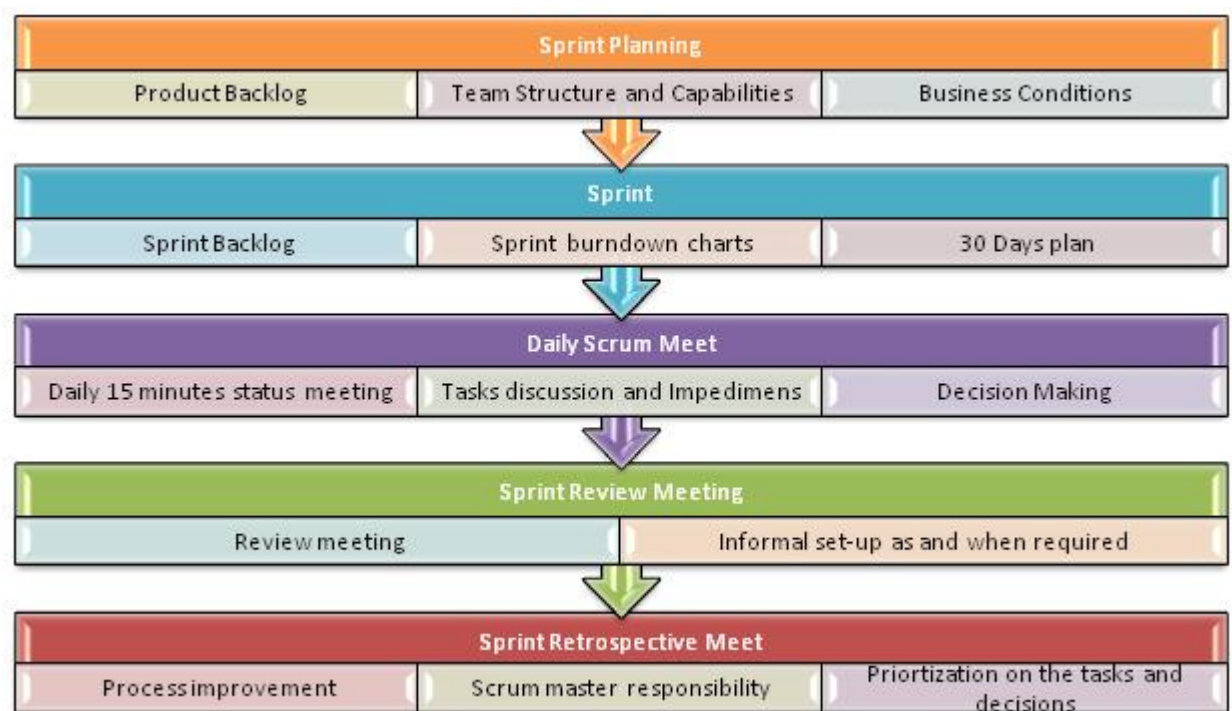 Sprint Planning
Product Backlog
Team Structure and Capabilities
Business Conditions
Sprint
Sprint Backlog
Sprint burndown charts
30 Days plan
Daily Scrum Meet
Daily 15 minutes status meeting
Tasks discussion and Impedimens
Decision Making
Sprint Review Meeting
Review meeting
Informal set-up as and when required
Sprint Retrospective Meet
Process improvement
Scrum master responsibility
Priortization on the tasks and
decisions